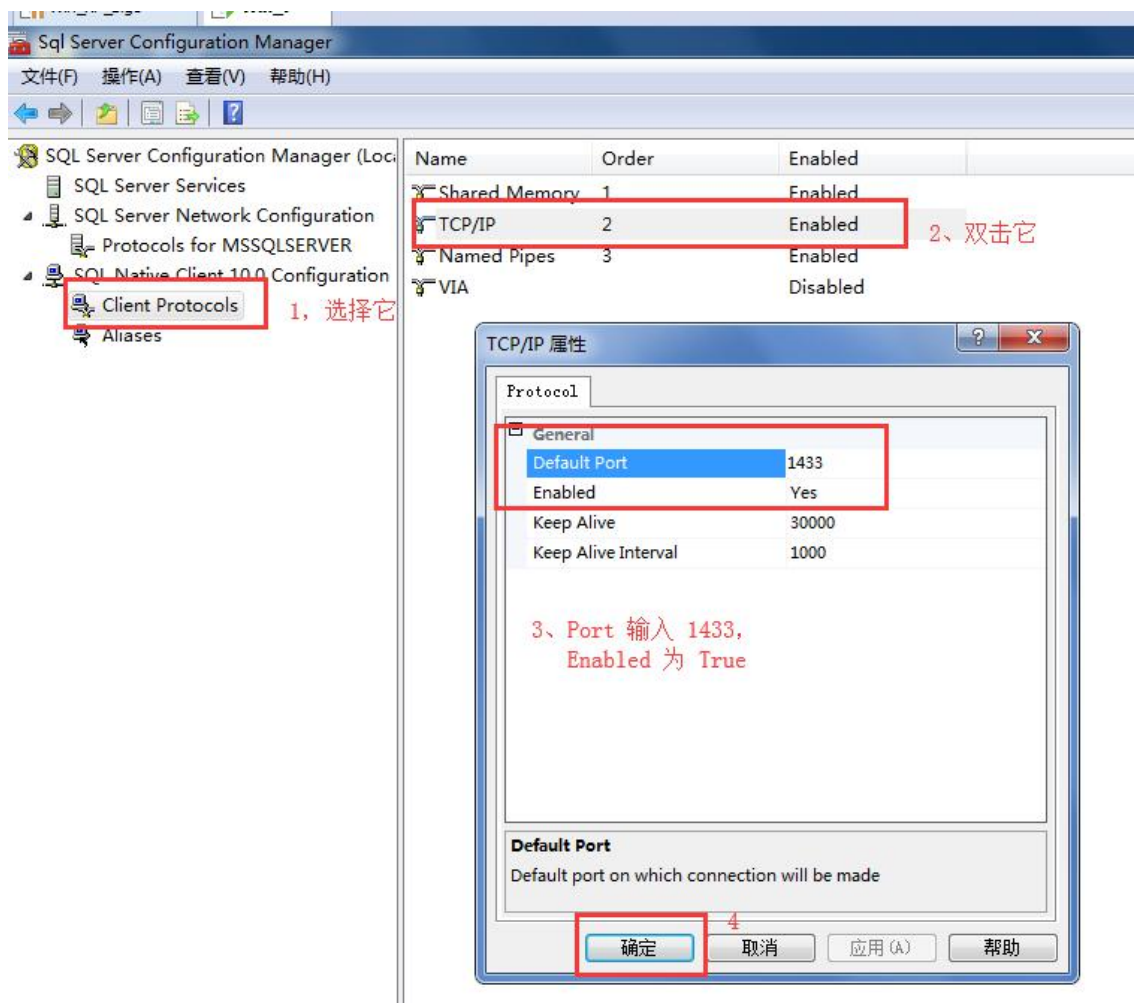 Sql Server Configuration Manager
文件(F) 操作(A) 查看(V) 帮助(H)
SQL Server Configuration Manager (Loca
SQL Server Services
SQL Server Network Configuration
Protocols for MSSQLSERVER
SQL Native Client 10.0 Configuration
Client Protocols
1, 选择它
Aliases
Name Order Enabled
Shared Memory 1 Enabled
TCP/IP 2 Enabled
2、双击它
Named Pipes 3 Enabled
VIA Disabled
TCP/IP 属性
Protocol
General
Default Port 1433
Enabled Yes
Keep Alive 30000
Keep Alive Interval 1000
3、Port 输入 1433,
Enabled 为 True
Default Port
Default port on which connection will be made
4
确定 取消 应用(A) 帮助